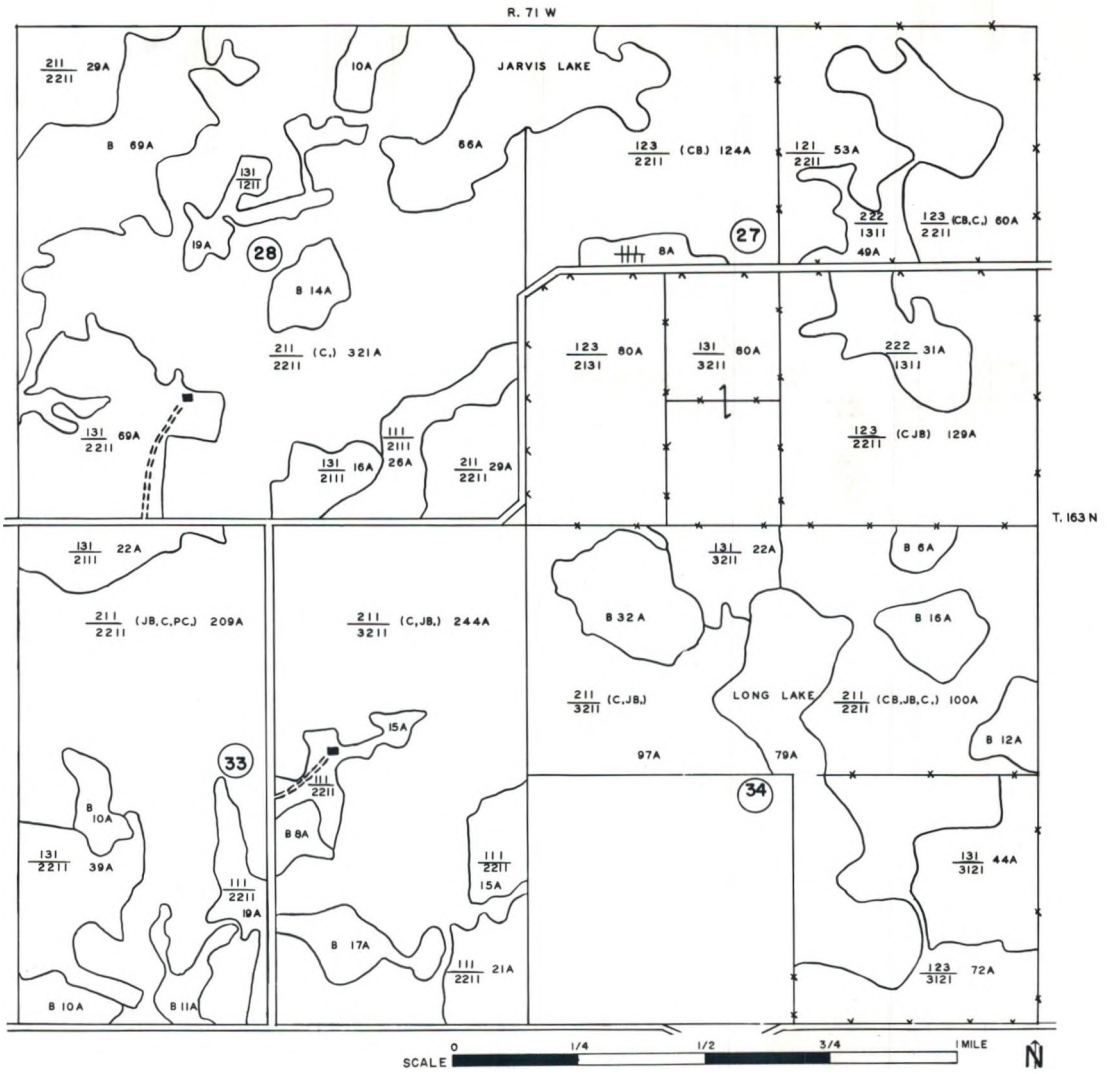 R. 71 W
211 29A
2211
10A
JARVIS LAKE
B 69A
66A
123 (CB.) 124A
2211
121 53A
2211
131
1211
222
1311
49A
123 (CB,C,) 60A
2211
19A
28
27
8A
B 14A
211 (C,) 321A
2211
123 80A
2131
131 80A
3211
222 31A
1311
131 69A
2211
131 16A
2111
111
2111
26A
211 29A
2211
123 (CJB) 129A
2211
T. 163 N
131 22A
2111
131 22A
3211
B 6A
211 (JB,C,PC,) 209A
2211
211 (C,JB,) 244A
3211
B 32A
B 16A
211 (C,JB,)
3211
97A
LONG LAKE
79A
211 (CB,JB,C,) 100A
2211
B 12A
15A
33
111
2211
34
B
10A
B 8A
131 39A
2211
111
2211
19A
111
2211
15A
131 44A
3121
B 17A
111 21A
2211
123 72A
3121
B 10A
B 11A
SCALE
0 1/4 1/2 3/4 1 MILE
N